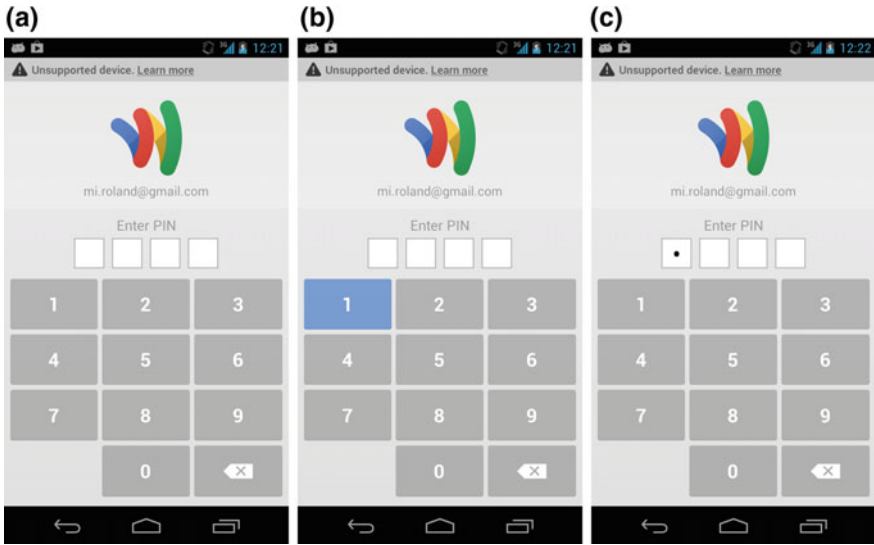 (a)
12:21
Unsupported device. Learn more
mi.roland@gmail.com
Enter PIN
1 2 3
4 5 6
7 8 9
0
(b)
12:21
Unsupported device. Learn more
mi.roland@gmail.com
Enter PIN
1 2 3
4 5 6
7 8 9
0
(c)
12:22
Unsupported device. Learn more
mi.roland@gmail.com
Enter PIN
1 2 3
4 5 6
7 8 9
0